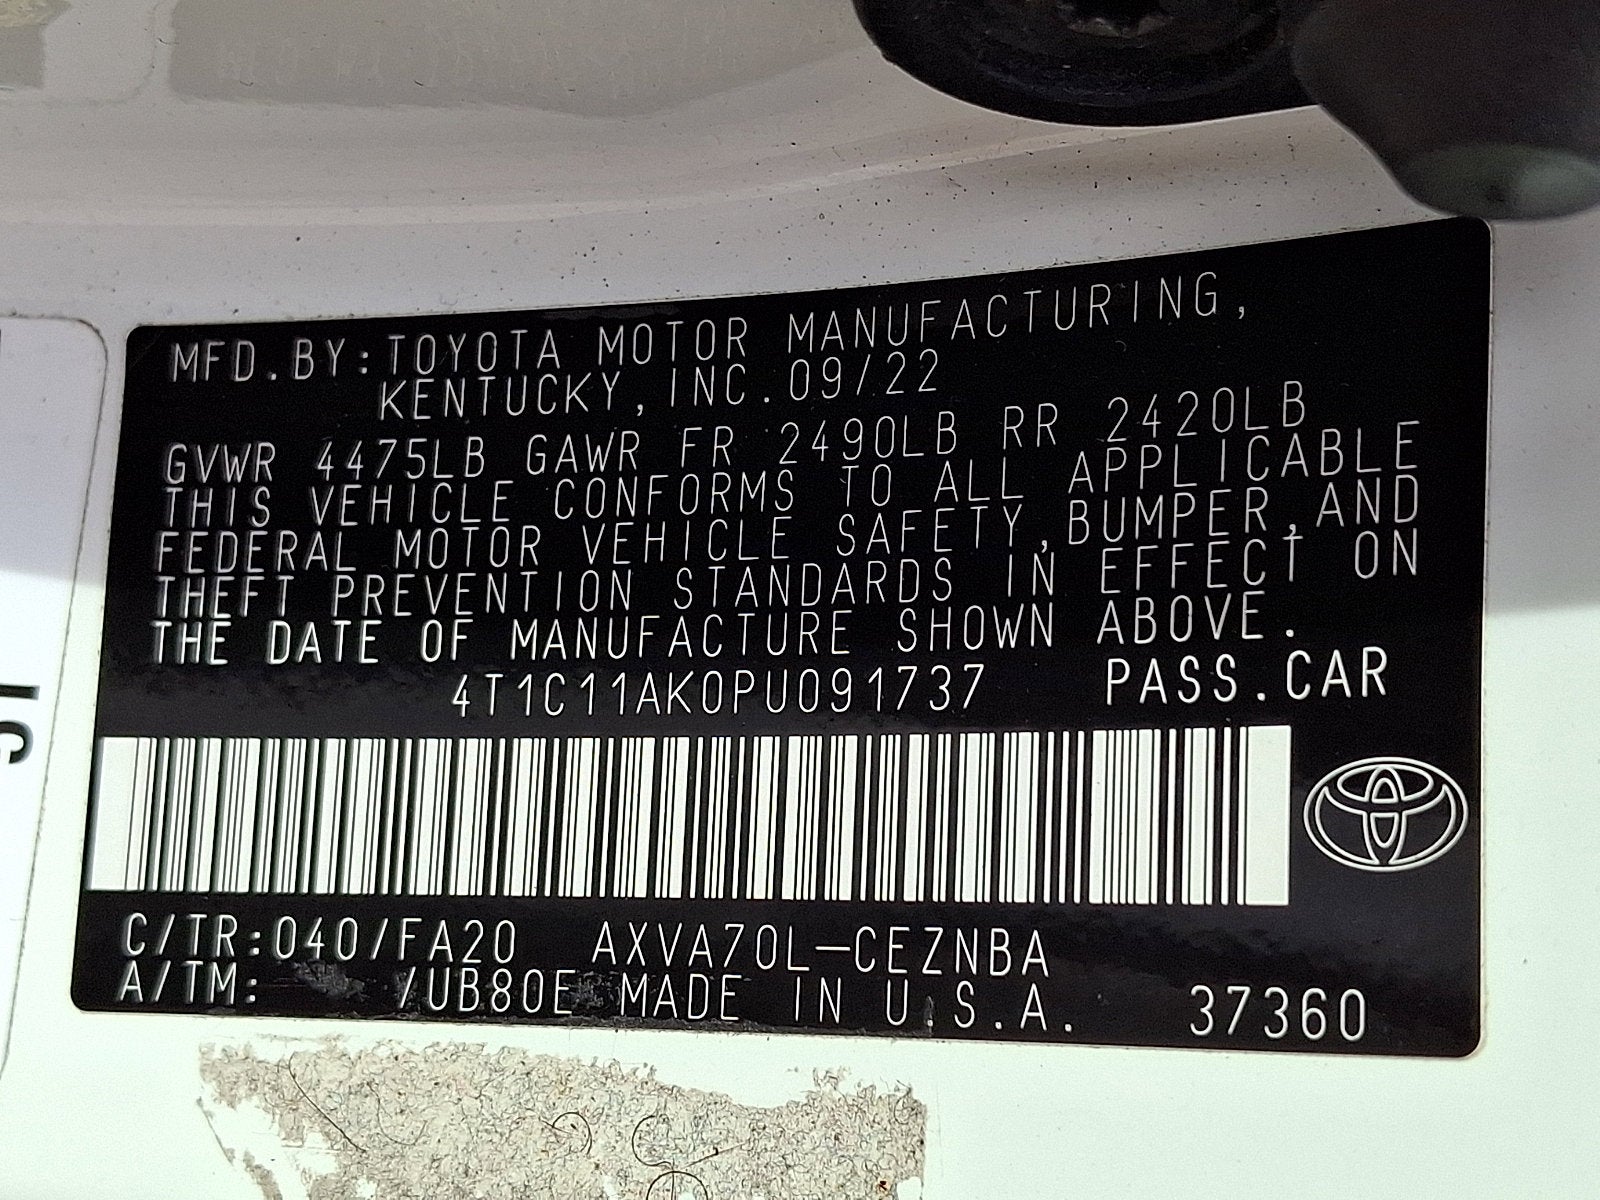 MFD.BY:TOYOTA MOTOR MANUFACTURING,
KENTUCKY,INC.09/22
GVWR 4475LB GAWR FR 2490LB RR 2420LB
THIS VEHICLE CONFORMS TO ALL APPLICABLE
FEDERAL MOTOR VEHICLE SAFETY,BUMPER,AND
THEFT PREVENTION STANDARDS IN EFFECT ON
THE DATE OF MANUFACTURE SHOWN ABOVE.
4T1C11AK0PU091737 PASS.CAR
C/TR:040/FA20 AXVA70L-CEZNBA
A/TM: /UB80E MADE IN U.S.A. 37360